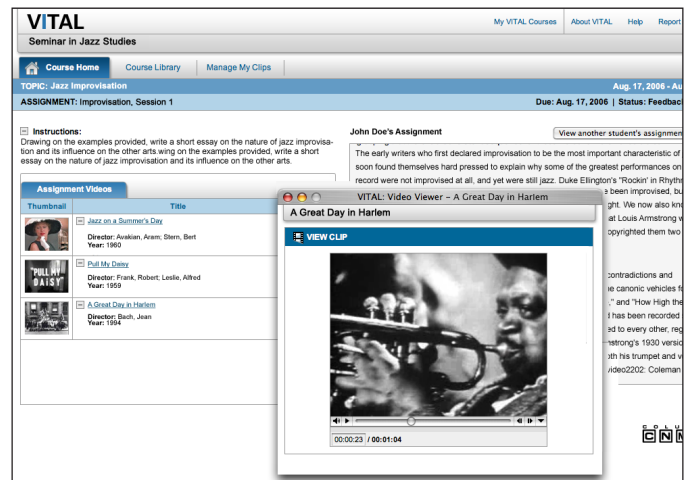 VITAL
My VITAL Courses About VITAL Help Report
Seminar in Jazz Studies
Course Home Course Library Manage My Clips
TOPIC: Jazz Improvisation Aug. 17, 2006 - Au
ASSIGNMENT: Improvisation, Session 1 Due: Aug. 17, 2006 | Status: Feedbac
Instructions:
Drawing on the examples provided, write a short essay on the nature of jazz improvisa-
tion and its influence on the other arts.wing on the examples provided, write a short
essay on the nature of jazz improvisation and its influence on the other arts.
Assignment Videos
Thumbnail Title
Jazz on a Summer's Day
Director: Avakian, Aram; Stern, Bert
Year: 1960
PULL MY
DAISY
Pull My Daisy
Director: Frank, Robert; Leslie, Alfred
Year: 1959
A Great Day in Harlem
Director: Bach, Jean
Year: 1994
John Doe's Assignment View another student's assignmen
The early writers who first declared improvisation to be the most important characteristic of
soon found themselves hard pressed to explain why some of the greatest performances on
record were not improvised at all, and yet were still jazz. Duke Ellington's "Rockin' in Rhyth
e been improvised, bu
ght. We now also kno
at Louis Armstrong w
opyrighted them two
contradictions and
e canonic vehicles fo
," and "How High the
d has been recorded
ed to every other, reg
mstrong's 1930 versio
oth his trumpet and v
video2202: Coleman
VITAL: Video Viewer – A Great Day in Harlem
A Great Day in Harlem
VIEW CLIP
00:00:23 / 00:01:04
C O L U
C N M